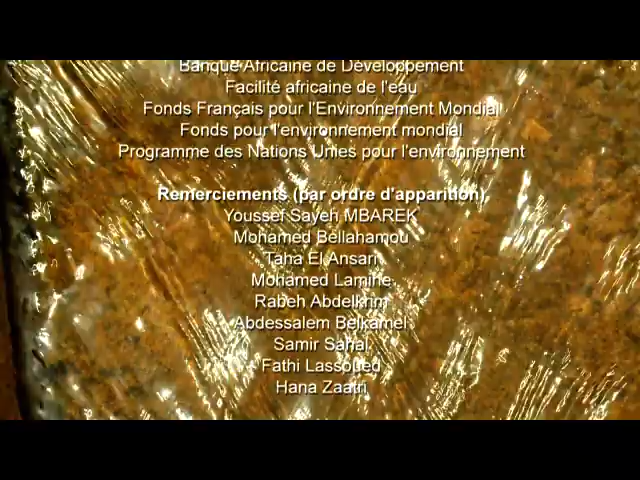 Banque Africaine de Développement
Facilité africaine de l'eau
Fonds Français pour l'Environnement Mondial
Fonds pour l'environnement mondial
Programme des Nations Unies pour l'environnement
Remerciements (par ordre d'apparition)
Youssef Sayeh MBAREK
Mohamed Bellahamou
Taha El Ansari
Mohamed Lamine
Rabeh Abdelkrim
Abdessalem Belkamel
Samir Sahal
Fathi Lassoued
Hana Zaatri